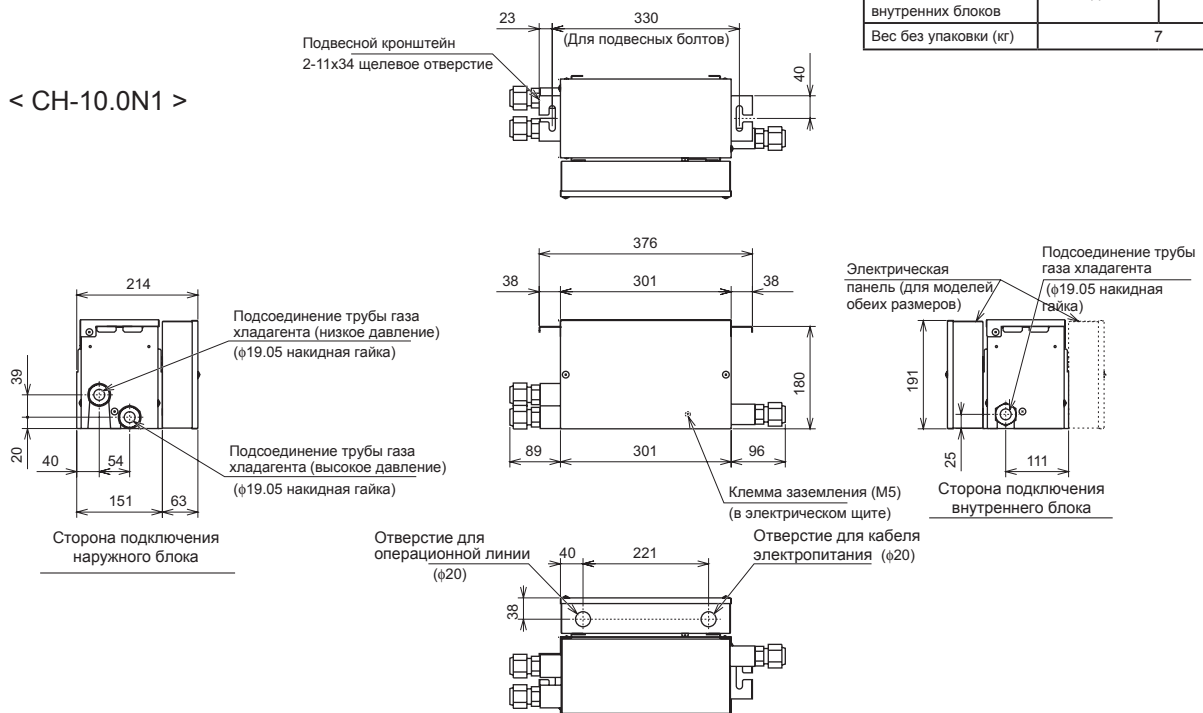 внутренних блоков
Вес без упаковки (кг) 7
23 330
(Для подвесных болтов)
Подвесной кронштейн
2-11x34 щелевое отверстие
40
< CH-10.0N1 >
376
38 301 38
180
89 301 96
Клемма заземления (М5)
(в электрическом щите)
214
Подсоединение трубы газа
хладагента (низкое давление)
(ϕ19.05 накидная гайка)
39
20
40 54
151 63
Подсоединение трубы газа
хладагента (высокое давление)
(ϕ19.05 накидная гайка)
Сторона подключения
наружного блока
Электрическая
панель (для моделей
обеих размеров)
Подсоединение трубы
газа хладагента
(ϕ19.05 накидная
гайка)
191
25
111
Сторона подключения
внутреннего блока
Отверстие для
операционной линии
(ϕ20)
40 221
38
Отверстие для кабеля
электропитания (ϕ20)